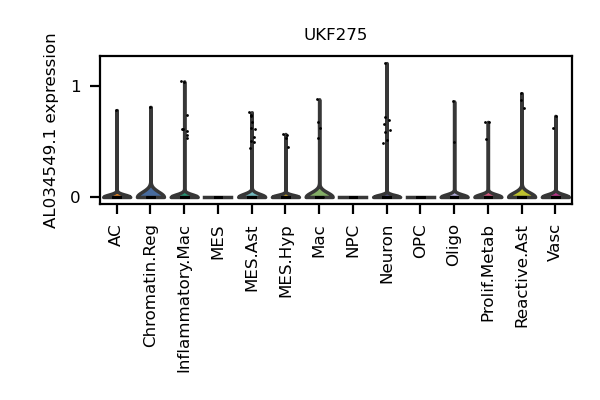 UKF275
AL034549.1 expression
1
0
AC
Chromatin.Reg
Inflammatory.Mac
MES
MES.Ast
MES.Hyp
Mac
NPC
Neuron
OPC
Oligo
Prolif.Metab
Reactive.Ast
Vasc